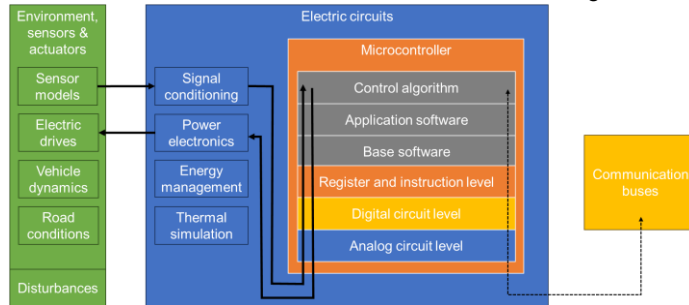 Environment,
sensors &
actuators
Sensor
models
Electric
drives
Vehicle
dynamics
Road
conditions
Disturbances
Electric circuits
Signal
conditioning
Power
electronics
Energy
management
Thermal
simulation
Microcontroller
Control algorithm
Application software
Base software
Register and instruction level
Digital circuit level
Analog circuit level
Communication
buses